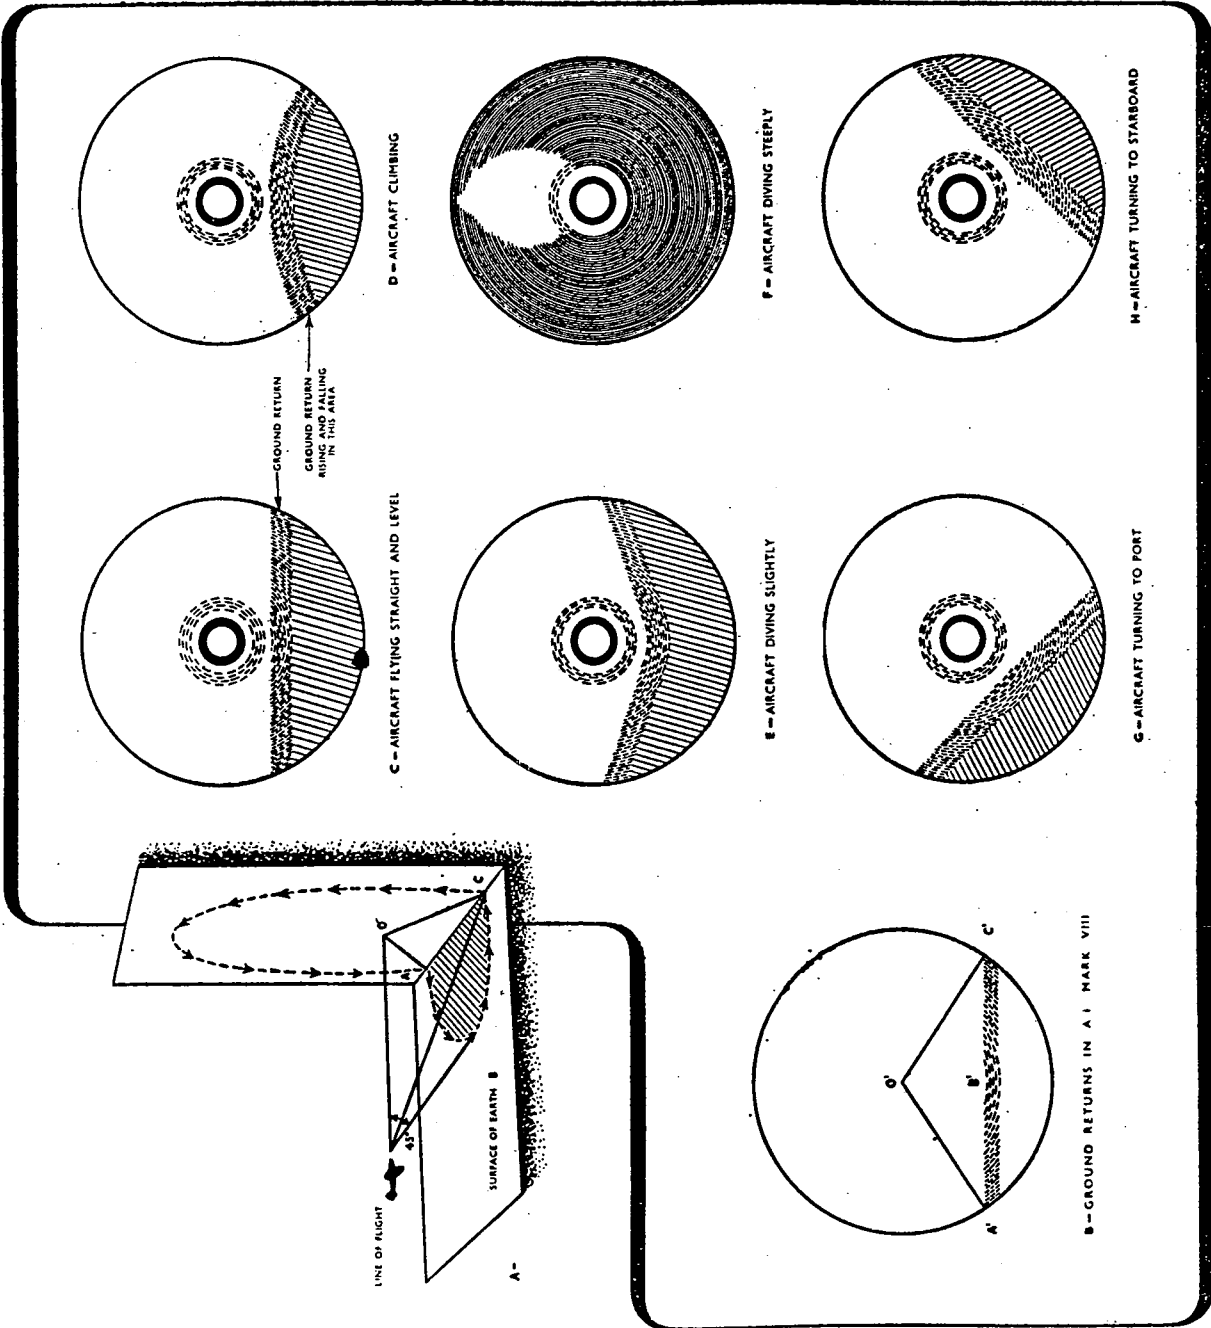 LINE OF FLIGHT
45°
O'
A
C
SURFACE OF EARTH B
A –
O'
A'
B'
C'
B – GROUND RETURNS IN A I MARK VIII
GROUND RETURN
GROUND RETURN
RISING AND FALLING
IN THIS AREA
C – AIRCRAFT FLYING STRAIGHT AND LEVEL
D – AIRCRAFT CLIMBING
E – AIRCRAFT DIVING SLIGHTLY
F – AIRCRAFT DIVING STEEPLY
G – AIRCRAFT TURNING TO PORT
H – AIRCRAFT TURNING TO STARBOARD